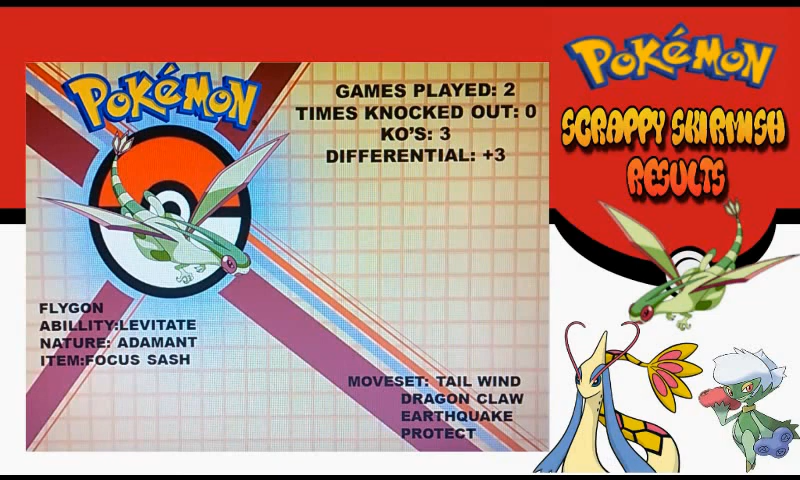 POKÉMON
GAMES PLAYED: 2
TIMES KNOCKED OUT: 0
KO'S: 3
DIFFERENTIAL: +3
FLYGON
ABILLITY:LEVITATE
NATURE: ADAMANT
ITEM:FOCUS SASH
MOVESET: TAIL WIND
DRAGON CLAW
EARTHQUAKE
PROTECT
POKÉMON
SCRAPPY SKIRMISH
RESULTS